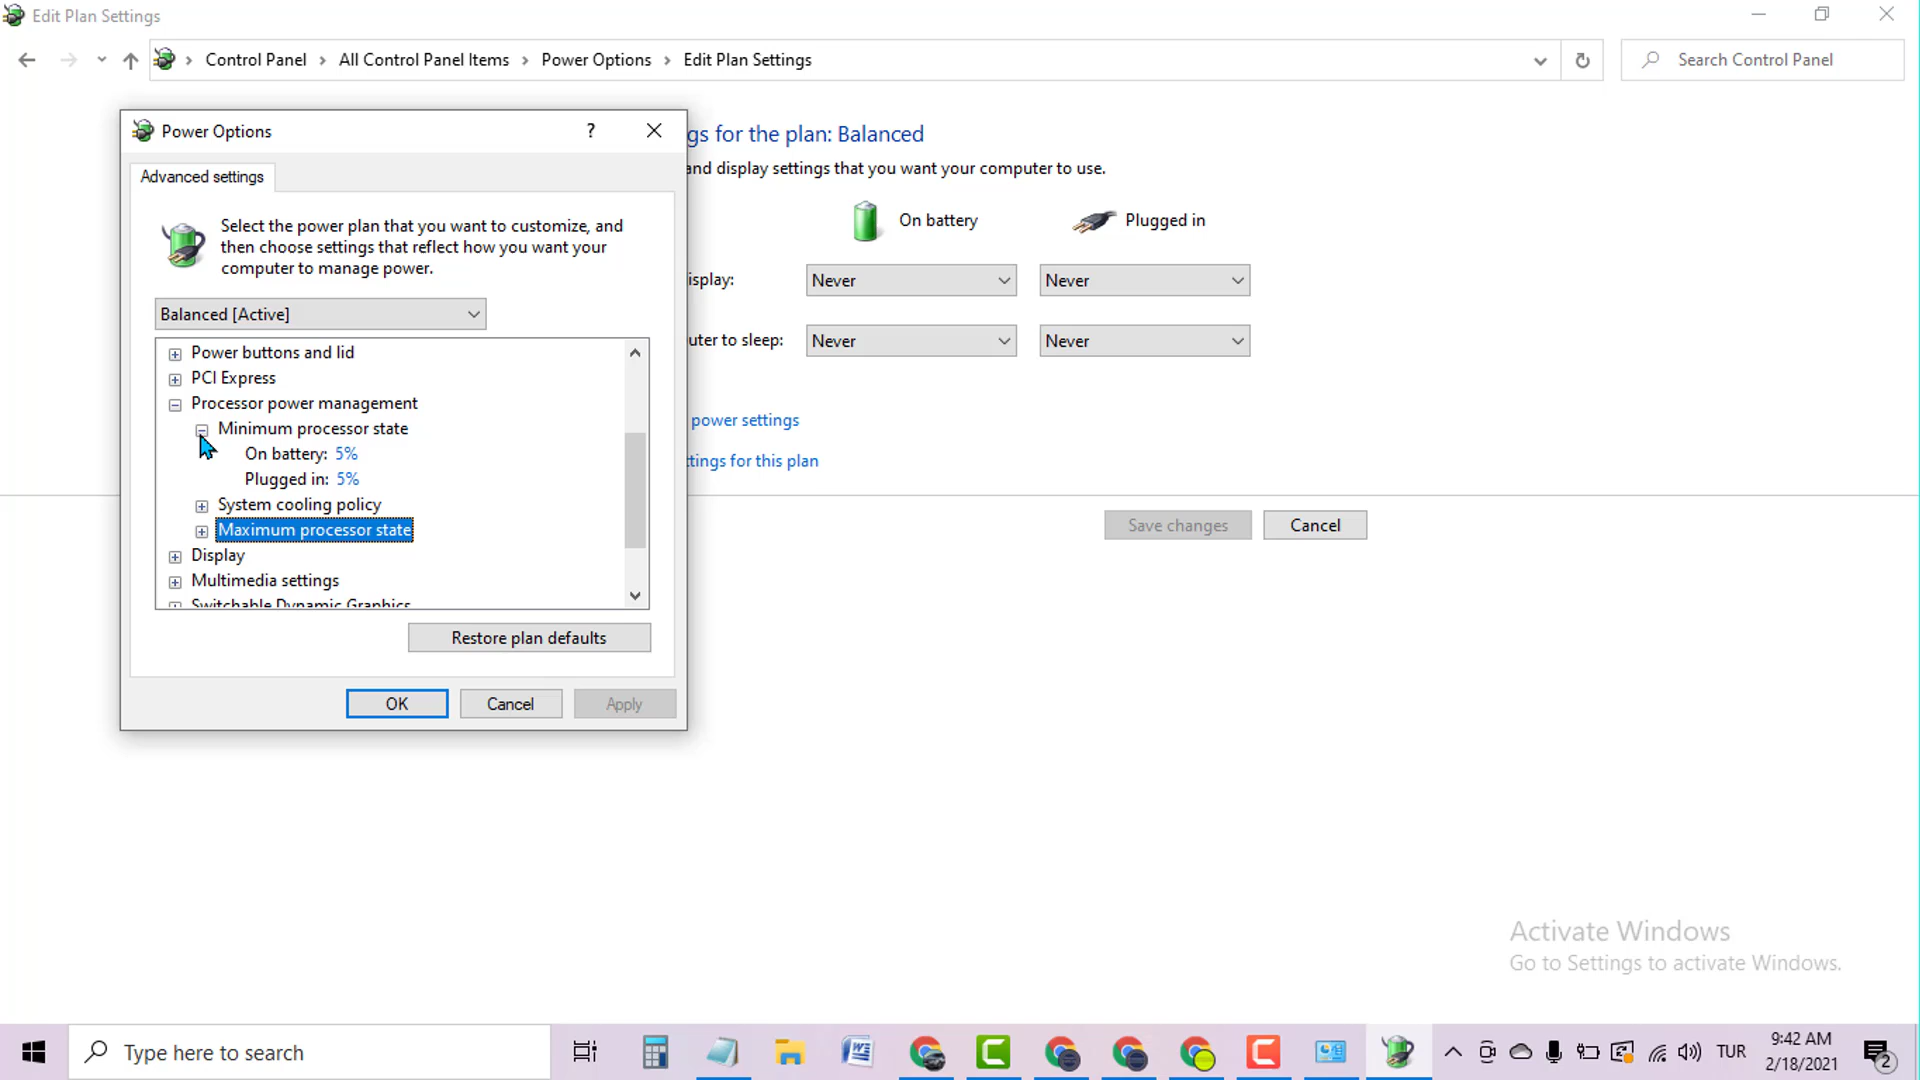 Edit Plan Settings
Control Panel
All Control Panel Items
Power Options
Edit Plan Settings
Search Control Panel
Power Options
?
Advanced settings
Select the power plan that you want to customize, and
then choose settings that reflect how you want your
computer to manage power.
Balanced [Active]
Power buttons and lid
PCI Express
Processor power management
Minimum processor state
On battery: 5%
Plugged in: 5%
System cooling policy
Maximum processor state
Display
Multimedia settings
Switchable Dynamic Graphics
Restore plan defaults
OK
Cancel
Apply
gs for the plan: Balanced
and display settings that you want your computer to use.
On battery
Plugged in
isplay:
Never
Never
uter to sleep:
Never
Never
power settings
ttings for this plan
Save changes
Cancel
Activate Windows
Go to Settings to activate Windows.
Type here to search
TUR
9:42 AM
2/18/2021
2